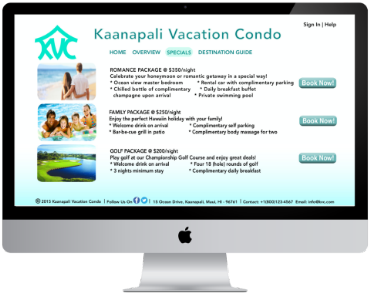 Sign In | Help
XVC
Kaanapali Vacation Condo
HOME OVERVIEW SPECIALS DESTINATION GUIDE
ROMANCE PACKAGE @ $350/night
Celebrate your honeymoon or romantic getaway in a special way!
* Ocean view master bedroom * Rental car with complimentary parking
* Chilled bottle of complimentary * Daily breakfast buffet
champagne upon arrival * Private swimming pool
Book Now!
FAMILY PACKAGE @ $250/night
Enjoy the perfect Hawaiin holiday with your family!
* Welcome drink on arrival * Complimentary self parking
* Bar-be-cue grill in patio * Complimentary body massage for two
Book Now!
GOLF PACKAGE @ $200/night
Play golf at our Championship Golf Course and enjoy great deals!
* Welcome drink on arrival * Four 18 (hole) rounds of golf
* 3 nights minimum stay * Complimentary daily breakfast
Book Now!
© 2013 Kaanapali Vacation Condo | Follow Us On | 15 Ocean Drive, Kaanapali, Maui, HI - 96761 | Contact: +1(800)123-4567 Email: info@kvc.com